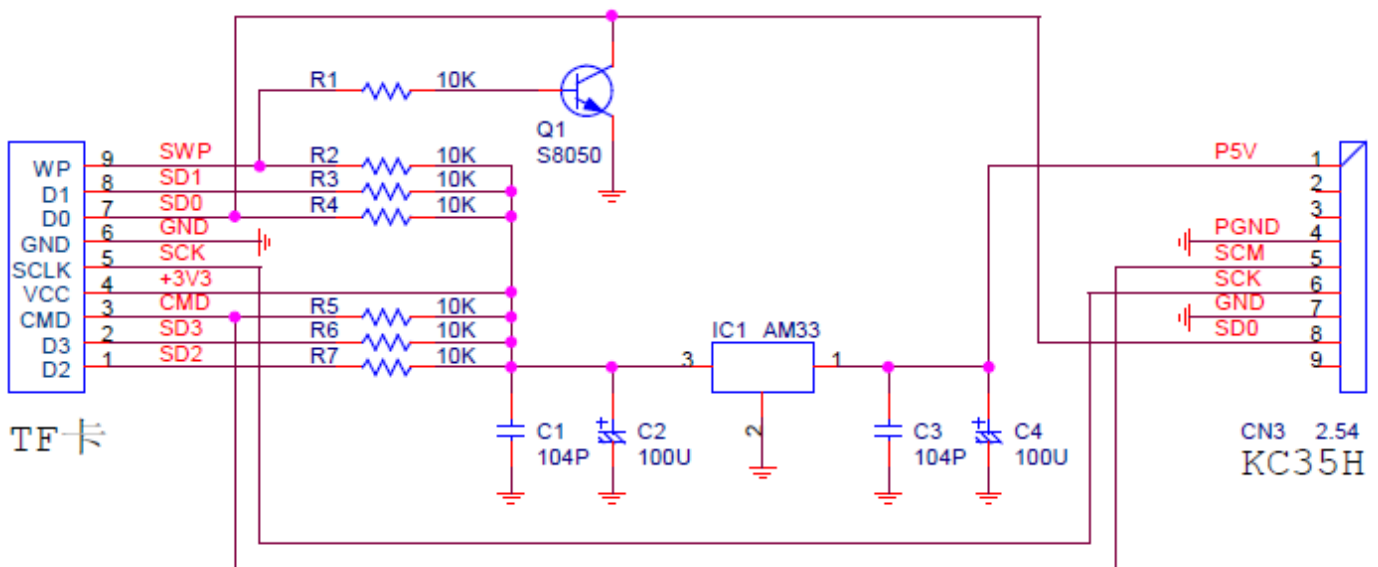 R1 10K
Q1
S8050
WP 9 SWP R2 10K
D1 8 SD1 R3 10K
D0 7 SD0 R4 10K
GND 6 GND
SCLK 5 SCK
VCC 4 +3V3
CMD 3 CMD R5 10K
D3 2 SD3 R6 10K
D2 1 SD2 R7 10K
TF卡
C1
104P
C2
100U
IC1 AM33
3 1
2
C3
104P
C4
100U
P5V 1
2
3
PGND 4
SCM 5
SCK 6
GND 7
SD0 8
9
CN3 2.54
KC35H